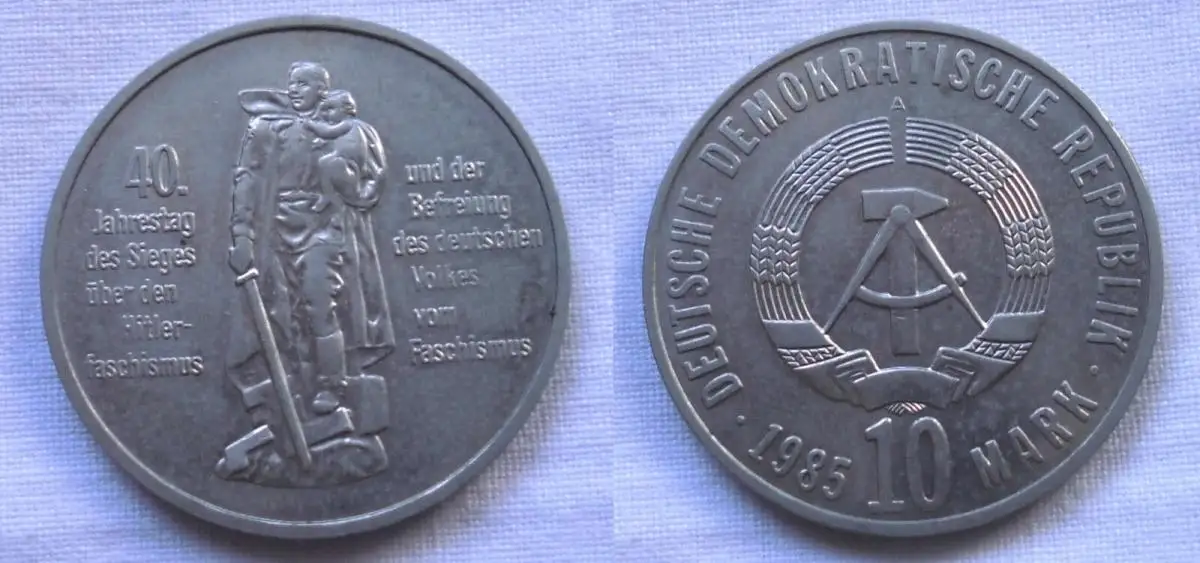 40.
Jahrestag
des Sieges
über den
Hitler-
faschismus
und der
Befreiung
des deutschen
Volkes
vom
Faschismus
DEUTSCHE DEMOKRATISCHE REPUBLIK
A
· 1985 10 MARK ·